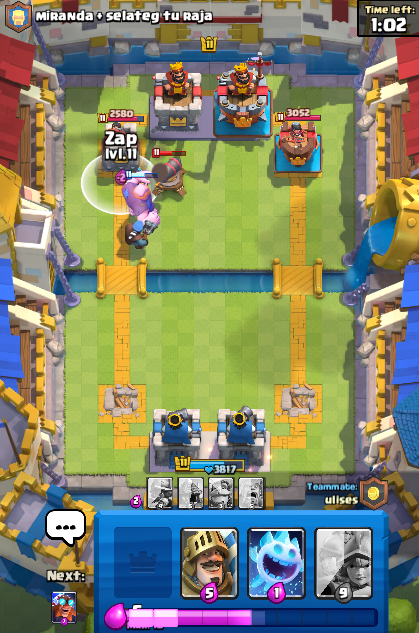 Miranda + selateg tu Raja
Time left:
1:02
2580
3052
Zap
lvl.11
3817
2
Teammate:
ulises
...
5
1
9
Next: